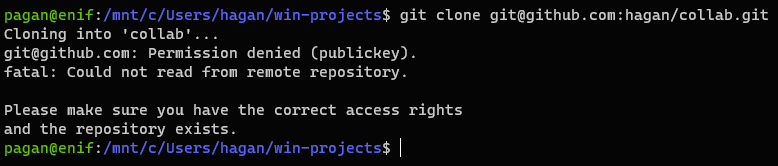 pagan@enif:/mnt/c/Users/hagan/win-projects$ git clone git@github.com:hagan/collab.git
Cloning into 'collab'...
git@github.com: Permission denied (publickey).
fatal: Could not read from remote repository.

Please make sure you have the correct access rights
and the repository exists.
pagan@enif:/mnt/c/Users/hagan/win-projects$